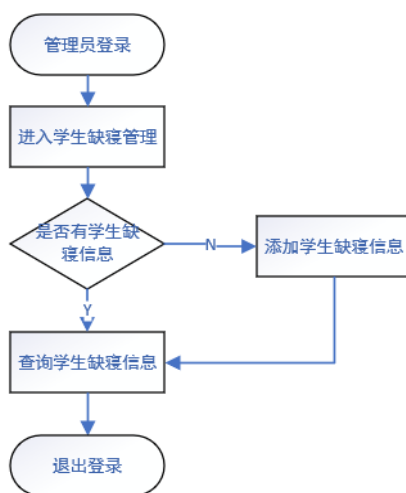 管理员登录
进入学生缺寝管理
是否有学生缺
寝信息
N
添加学生缺寝信息
Y
查询学生缺寝信息
退出登录